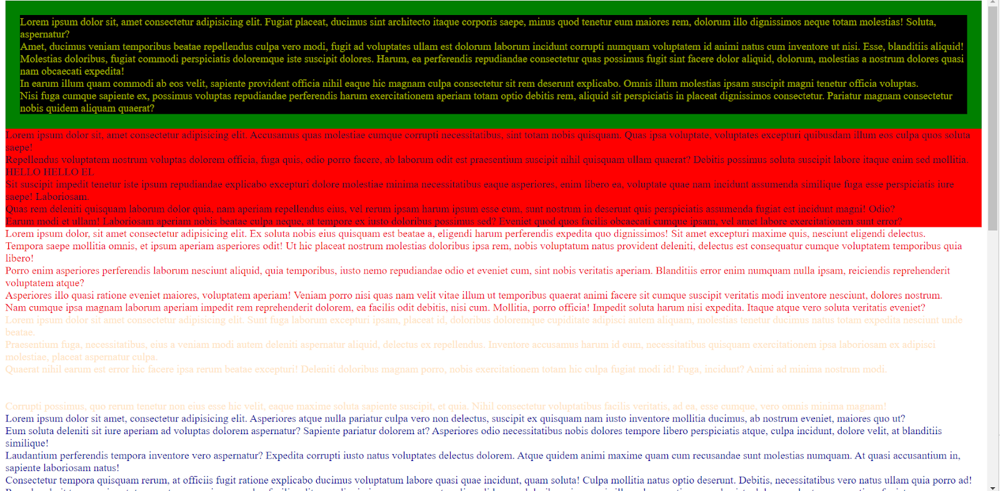 Lorem ipsum dolor sit, amet consectetur adipisicing elit. Fugiat placeat, ducimus sint architecto itaque corporis saepe, minus quod tenetur eum maiores rem, dolorum illo dignissimos neque totam molestias! Soluta,
aspernatur?
Amet, ducimus veniam temporibus beatae repellendus culpa vero modi, fugit ad voluptates ullam est dolorum laborum incidunt corrupti numquam voluptatem id animi natus cum inventore ut nisi. Esse, blanditiis aliquid!
Molestias doloribus, fugiat commodi perspiciatis doloremque iste suscipit dolores. Harum, ea perferendis repudiandae consectetur quas possimus fugit sint facere dolor aliquid, dolorum, molestias a nostrum dolores quasi
nam obcaecati expedita!
In earum illum quam commodi ab eos velit, sapiente provident officia nihil eaque hic magnam culpa consectetur sit rem deserunt explicabo. Omnis illum molestias ipsam suscipit magni tenetur officia voluptas.
Nisi fuga cumque sapiente ex, possimus voluptas repudiandae perferendis harum exercitationem aperiam totam optio debitis rem, aliquid sit perspiciatis in placeat dignissimos consectetur. Pariatur magnam consectetur
nobis quidem aliquam quaerat?
Lorem ipsum dolor sit, amet consectetur adipisicing elit. Accusamus quas molestiae cumque corrupti necessitatibus, sint totam nobis quisquam. Quas ipsa voluptate, voluptates excepturi quibusdam illum eos culpa quos soluta
saepe!
Repellendus voluptatem nostrum voluptas dolorem officia, fuga quis, odio porro facere, ab laborum odit est praesentium suscipit nihil quisquam ullam quaerat? Debitis possimus soluta suscipit labore itaque enim sed mollitia.
HELLO HELLO EL
Sit suscipit impedit tenetur iste ipsum repudiandae explicabo excepturi dolore molestiae minima necessitatibus eaque asperiores, enim libero ea, voluptate quae nam incidunt assumenda similique fuga esse perspiciatis iure
saepe! Laboriosam.
Quas rem deleniti quisquam laborum dolor quia, nam aperiam repellendus eius, vel rerum ipsam harum ipsum esse cum, sunt nostrum in deserunt quis perspiciatis assumenda fugiat est incidunt magni! Odio?
Earum modi et ullam! Laboriosam aperiam nobis beatae culpa neque, at tempore ex iusto doloribus possimus sed? Eveniet quod quos facilis obcaecati cumque ipsam, vel amet labore exercitationem sunt error?
Lorem ipsum dolor, sit amet consectetur adipisicing elit. Ex soluta nobis eius quisquam est beatae a, eligendi harum perferendis expedita quo dignissimos! Sit amet excepturi maxime quis, nesciunt eligendi delectus.
Tempora saepe mollitia omnis, et ipsum aperiam asperiores odit! Ut hic placeat nostrum molestias doloribus ipsa rem, nobis voluptatum natus provident deleniti, delectus est consequatur cumque voluptatem temporibus quia
libero!
Porro enim asperiores perferendis laborum nesciunt aliquid, quia temporibus, iusto nemo repudiandae odio et eveniet cum, sint nobis veritatis aperiam. Blanditiis error enim numquam nulla ipsam, reiciendis reprehenderit
voluptatem atque?
Asperiores illo quasi ratione eveniet maiores, voluptatem aperiam! Veniam porro nisi quas nam velit vitae illum ut temporibus quaerat animi facere sit cumque suscipit veritatis modi inventore nesciunt, dolores nostrum.
Nam cumque ipsa magnam laborum aperiam impedit rem reprehenderit dolorem, ea facilis odit debitis, nisi cum. Mollitia, porro officia! Impedit soluta harum nisi expedita. Itaque atque vero soluta veritatis eveniet?
Lorem ipsum dolor sit amet consectetur adipisicing elit. Sunt fuga laborum excepturi ipsam, placeat id, doloribus doloremque cupiditate adipisci autem aliquam, molestias tenetur ducimus natus totam expedita nesciunt unde
beatae.
Praesentium fuga, necessitatibus, eius a veniam modi autem deleniti aspernatur aliquid, delectus ex repellendus. Inventore accusamus harum id eum, necessitatibus quisquam exercitationem ipsa laboriosam ex adipisci
molestiae, placeat aspernatur culpa.
Quaerat nihil earum est error hic facere ipsa rerum beatae excepturi! Deleniti doloribus magnam porro, nobis exercitationem totam hic culpa fugiat modi id! Fuga, incidunt? Animi ad minima nostrum modi.
Corrupti possimus, quo rerum tenetur non eius esse hic velit, eaque maxime soluta sapiente suscipit, et quia. Nihil consectetur voluptatibus facilis veritatis, ad ea, esse cumque, vero omnis minima magnam!
Lorem ipsum dolor sit amet, consectetur adipisicing elit. Asperiores atque nulla pariatur culpa vero non delectus, suscipit ex quisquam nam iusto inventore mollitia ducimus, ab nostrum eveniet, maiores quo ut?
Eum soluta deleniti sit iure aperiam ad voluptas dolorem aspernatur? Sapiente pariatur dolorem at? Asperiores odio necessitatibus nobis dolores tempore libero perspiciatis atque, culpa incidunt, dolore velit, at blanditiis
similique!
Laudantium perferendis tempora inventore vero aspernatur? Expedita corrupti iusto natus voluptates delectus dolorem. Atque quidem animi maxime quam cum recusandae sunt molestias numquam. At quasi accusantium in,
sapiente laboriosam natus!
Consectetur tempora quisquam rerum, at officiis fugit ratione explicabo ducimus voluptatum labore quasi quae incidunt, quam soluta! Culpa mollitia natus optio deserunt. Debitis, necessitatibus vero natus ullam quia porro ad!